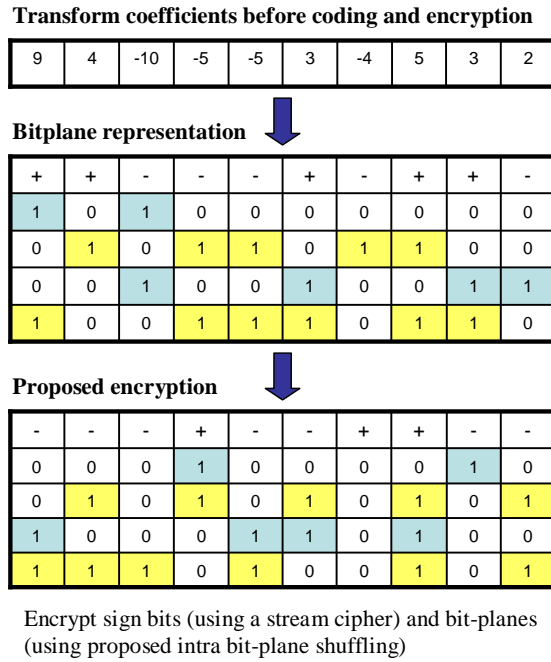 Transform coefficients before coding and encryption
9 4 -10 -5 -5 3 -4 5 3 2
Bitplane representation
+ + - - - + - + + -
1 0 1 0 0 0 0 0 0 0
0 1 0 1 1 0 1 1 0 0
0 0 1 0 0 1 0 0 1 1
1 0 0 1 1 1 0 1 1 0
Proposed encryption
- - - + - - + + - -
0 0 0 1 0 0 0 0 1 0
0 1 0 1 0 1 0 1 0 1
1 0 0 0 1 1 0 1 0 0
1 1 1 0 1 0 0 1 0 1
Encrypt sign bits (using a stream cipher) and bit-planes
(using proposed intra bit-plane shuffling)